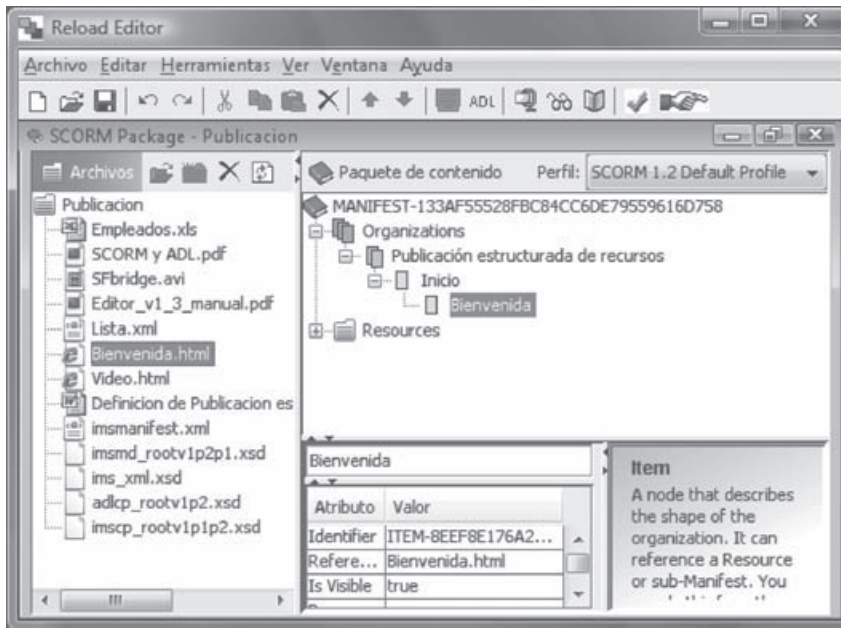 Reload Editor
Archivo Editar Herramientas Ver Ventana Ayuda
ADL
SCORM Package - Publicacion
Archivos
Publicacion
Empleados.xls
SCORM y ADL.pdf
SFbridge.avi
Editor_v1_3_manual.pdf
Lista.xml
Bienvenida.html
Video.html
Definicion de Publicacion es
imsmanifest.xml
imsmd_rootv1p2p1.xsd
ims_xml.xsd
adlcp_rootv1p2.xsd
imscp_rootv1p1p2.xsd
Paquete de contenido Perfil: SCORM 1.2 Default Profile
MANIFEST-133AF55528FBC84CC6DE79559616D758
Organizations
Publicación estructurada de recursos
Inicio
Bienvenida
Resources
Bienvenida
Atributo Valor
Identifier ITEM-8EEF8E176A2...
Refere... Bienvenida.html
Is Visible true
Item
A node that describes
the shape of the
organization. It can
reference a Resource
or sub-Manifest. You